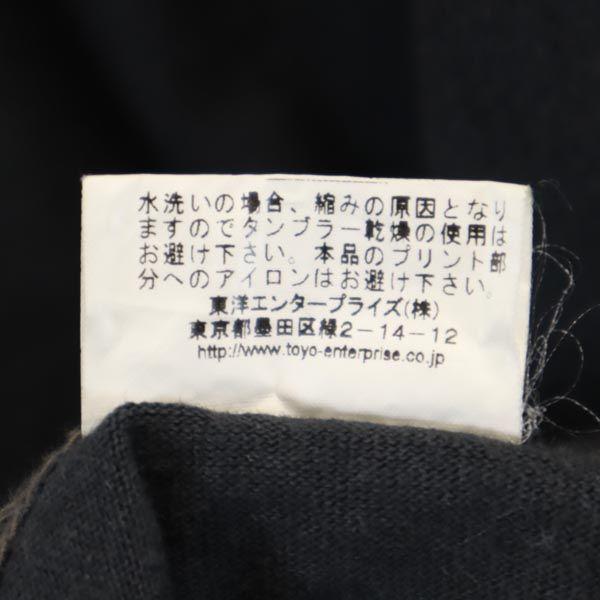 水洗いの場合、縮みの原因となり
ますのでタンブラー乾燥の使用は
お避け下さい。本品のプリント部
分へのアイロンはお避け下さい。
東洋エンタープライズ(株)
東京都墨田区緑2-14-12
http://www.toyo-enterprise.co.jp